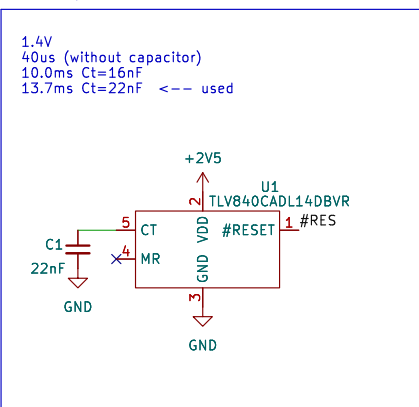 1.4V
40us (without capacitor)
10.0ms Ct=16nF
13.7ms Ct=22nF <-- used
+2V5
U1
TLV840CADL14DBVR
2
VDD
5
CT
#RESET
1
#RES
C1
22nF
4
MR
GND
3
GND
GND